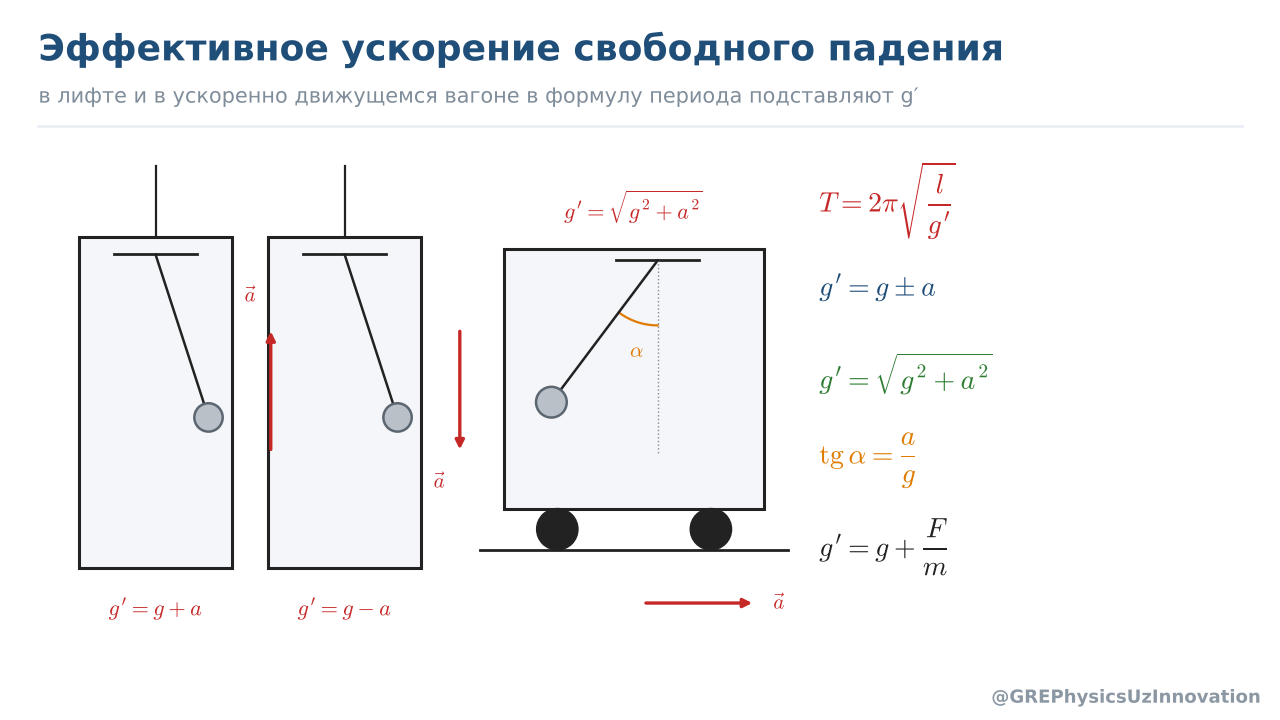 Эффективное ускорение свободного падения
в лифте и в ускоренно движущемся вагоне в формулу периода подставляют g′
g′ = √(g² + a²)
T = 2π√(l/g′)
a⃗
g′ = g ± a
α
g′ = √(g² + a²)
tg α = a/g
a⃗
g′ = g + F/m
a⃗
g′ = g + a
g′ = g − a
@GREPhysicsUzInnovation